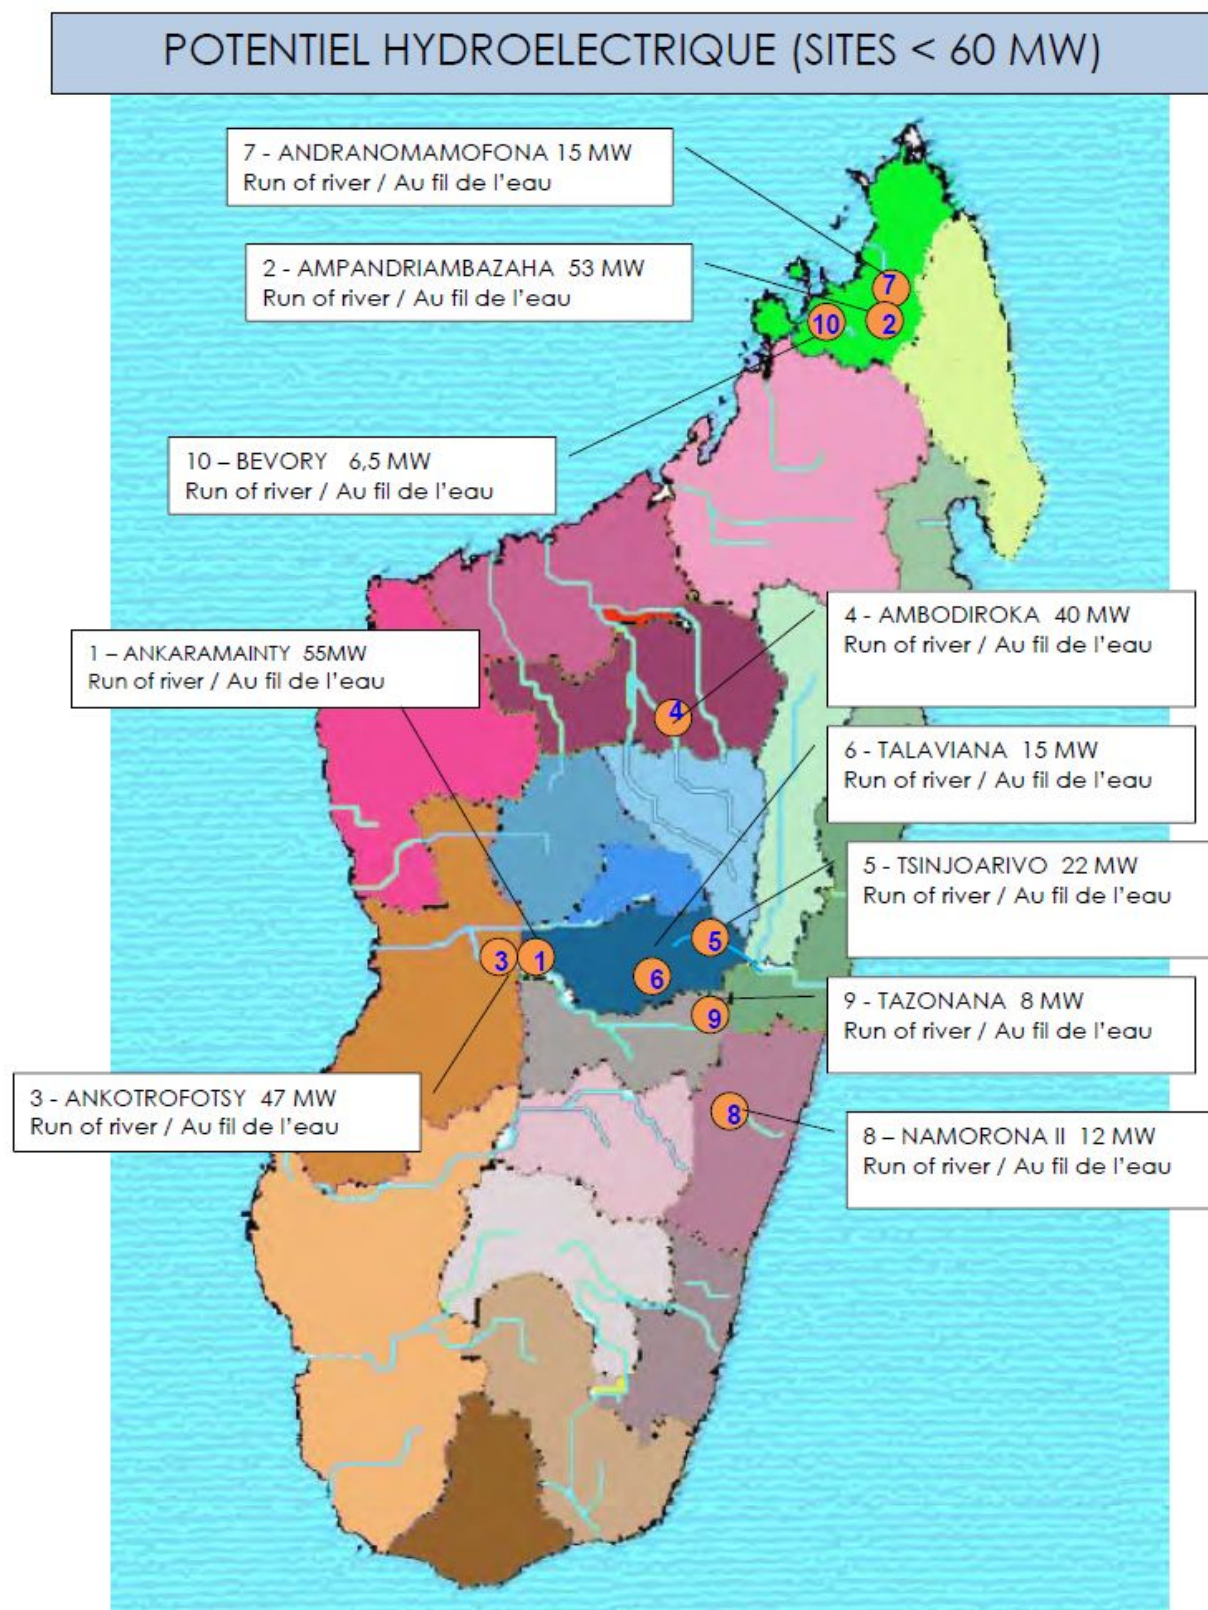 POTENTIEL HYDROELECTRIQUE (SITES < 60 MW)
7 - ANDRANOMAMOFONA 15 MW
Run of river / Au fil de l'eau
2 - AMPANDRIAMBAZAHA 53 MW
Run of river / Au fil de l'eau
7
10
2
10 – BEVORY 6,5 MW
Run of river / Au fil de l'eau
4 - AMBODIROKA 40 MW
Run of river / Au fil de l'eau
1 – ANKARAMAINTY 55MW
Run of river / Au fil de l'eau
4
6 - TALAVIANA 15 MW
Run of river / Au fil de l'eau
5 - TSINJOARIVO 22 MW
Run of river / Au fil de l'eau
5
3
1
6
9 - TAZONANA 8 MW
Run of river / Au fil de l'eau
9
3 - ANKOTROFOTSY 47 MW
Run of river / Au fil de l'eau
8
8 – NAMORONA II 12 MW
Run of river / Au fil de l'eau